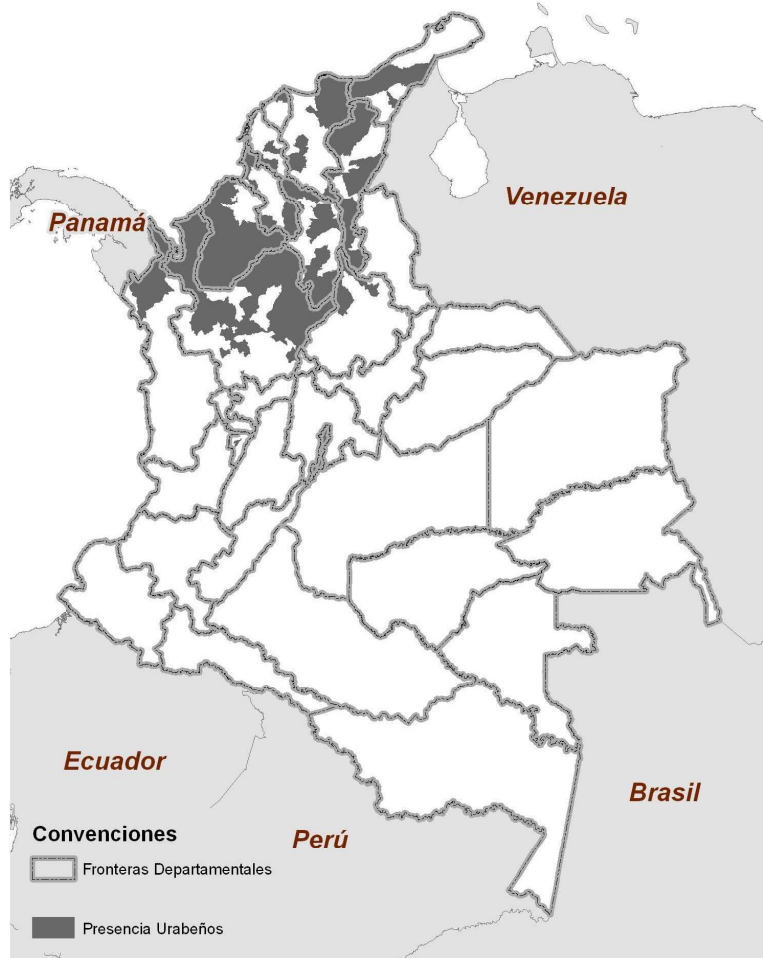 Venezuela
Panamá
Ecuador
Brasil
Perú
Convenciones
Fronteras Departamentales
Presencia Urabeños